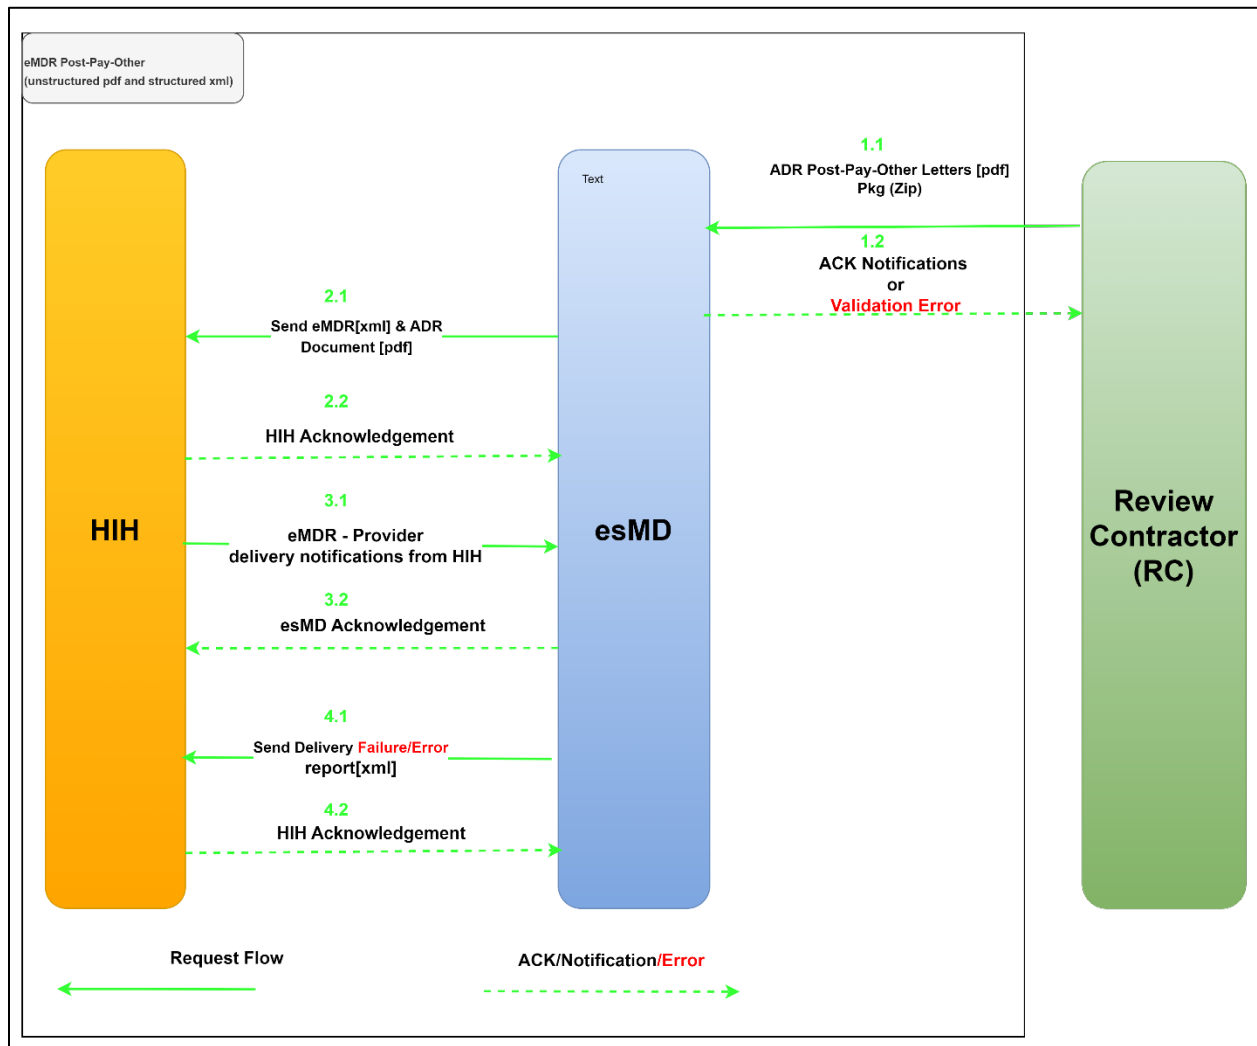 eMDR Post-Pay-Other
(unstructured pdf and structured xml)
1.1
ADR Post-Pay-Other Letters [pdf]
Pkg (Zip)
Text
1.2
ACK Notifications
or
Validation Error
2.1
Send eMDR[xml] & ADR
Document [pdf]
2.2
HIH Acknowledgement
3.1
eMDR - Provider
delivery notifications from HIH
3.2
esMD Acknowledgement
4.1
Send Delivery Failure/Error
report[xml]
4.2
HIH Acknowledgement
HIH
esMD
Review
Contractor
(RC)
Request Flow
ACK/Notification/Error